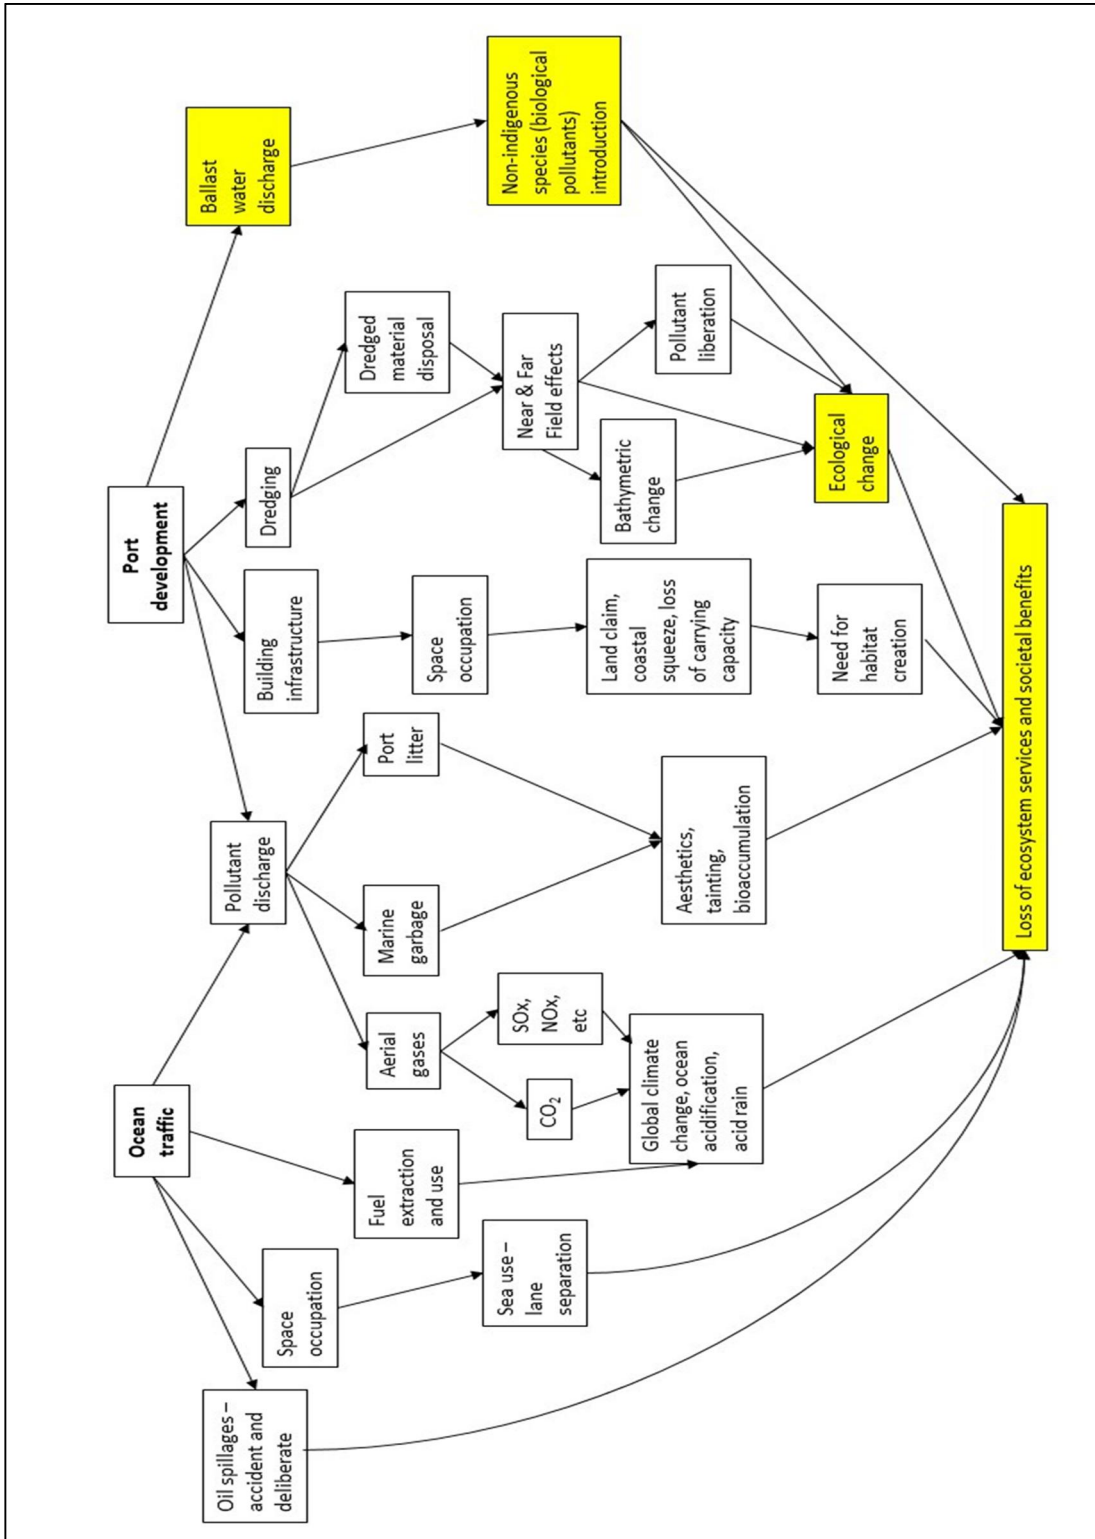 Ocean
traffic
Port
development
Oil spillages –
accident and
deliberate
Space
occupation
Fuel
extraction
and use
Pollutant
discharge
Building
infrastructure
Dredging
Ballast
water
discharge
Aerial
gases
Marine
garbage
Port
litter
Space
occupation
Dredged
material
disposal
Sea use –
lane
separation
CO₂
SOx,
NOx,
etc
Near & Far
Field effects
Non-indigenous
species (biological
pollutants)
introduction
Global climate
change, ocean
acidification,
acid rain
Aesthetics,
tainting,
bioaccumulation
Land claim,
coastal
squeeze, loss
of carrying
capacity
Bathymetric
change
Pollutant
liberation
Need for
habitat
creation
Ecological
change
Loss of ecosystem services and societal benefits